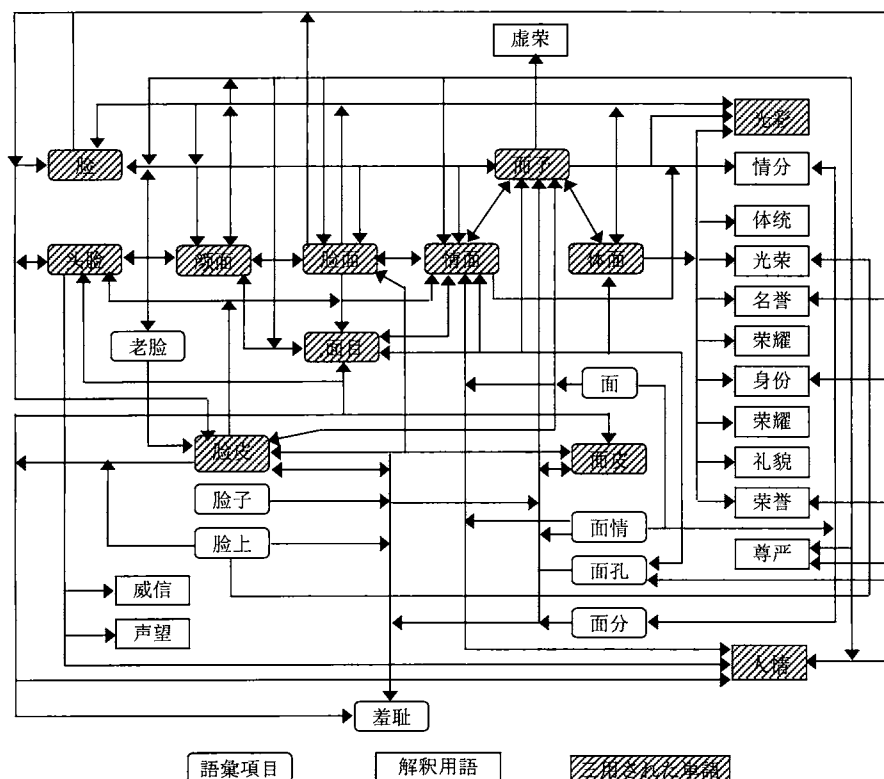 虚荣
光彩
脸
面子
情分
体统
头脸
颜面
脸面
情面
体面
光荣
名誉
老脸
面目
荣耀
面
身份
荣耀
脸皮
面皮
礼貌
脸子
荣誉
脸上
面情
尊严
威信
面孔
声望
面分
人情
羞耻
語彙項目
解釈用語